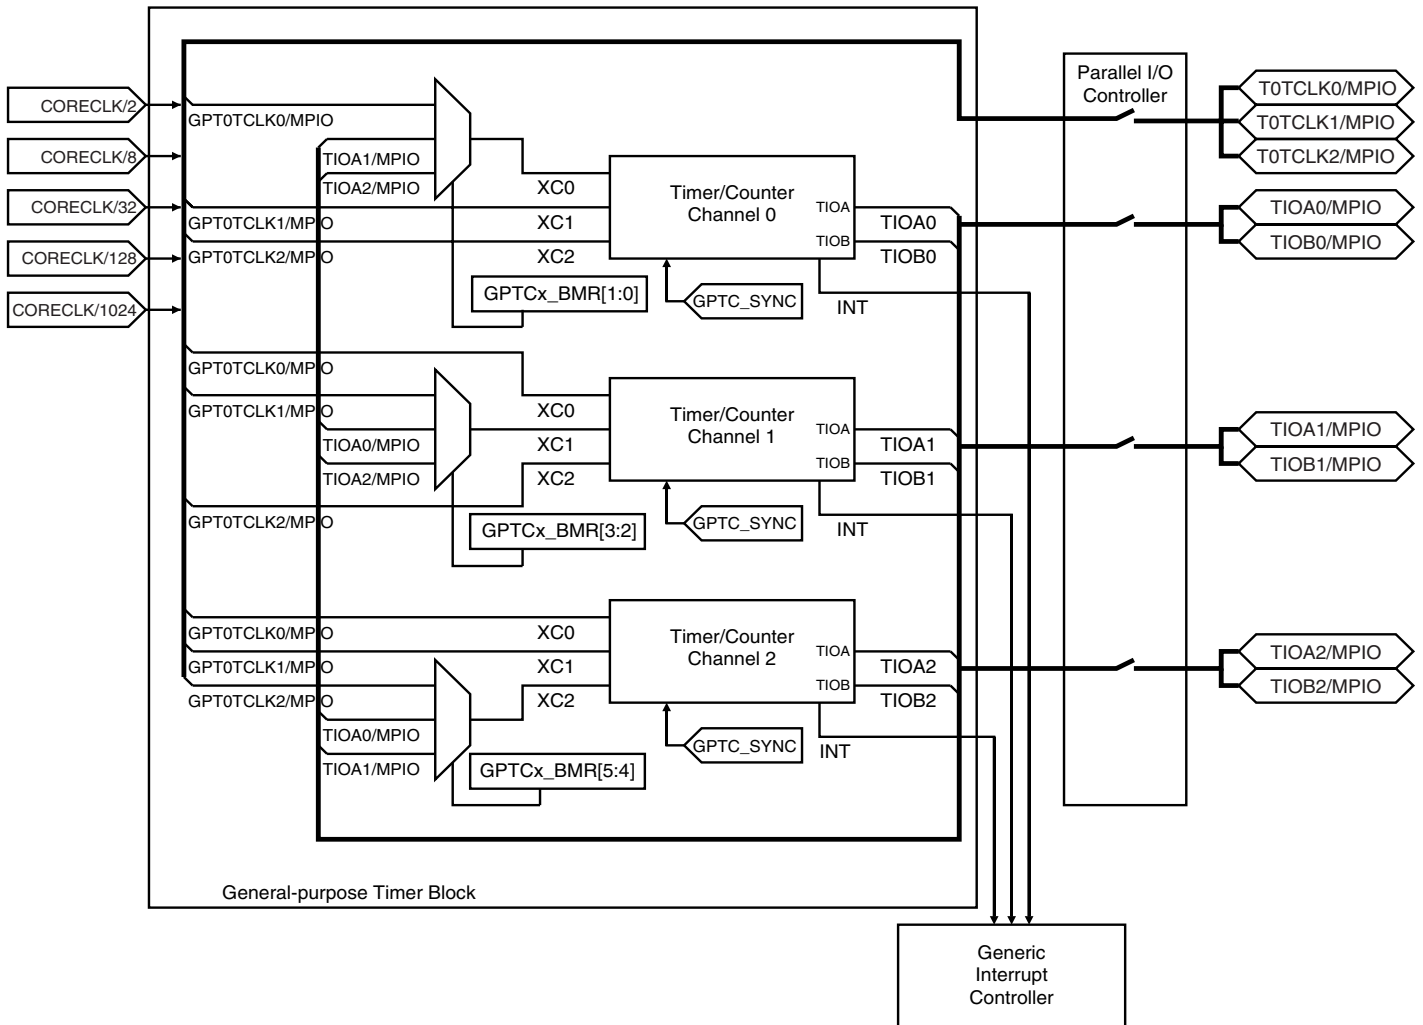 CORECLK/2
CORECLK/8
CORECLK/32
CORECLK/128
CORECLK/1024
GPT0TCLK0/MPIO
TIOA1/MPIO
TIOA2/MPIO
GPT0TCLK1/MPIO
GPT0TCLK2/MPIO
XC0
XC1
XC2
Timer/Counter
Channel 0
TIOA
TIOB
TIOA0
TIOB0
GPTCx_BMR[1:0]
GPTC_SYNC
INT
GPT0TCLK0/MPIO
GPT0TCLK1/MPIO
TIOA0/MPIO
TIOA2/MPIO
GPT0TCLK2/MPIO
XC0
XC1
XC2
Timer/Counter
Channel 1
TIOA
TIOB
TIOA1
TIOB1
GPTCx_BMR[3:2]
GPTC_SYNC
INT
GPT0TCLK0/MPIO
GPT0TCLK1/MPIO
GPT0TCLK2/MPIO
TIOA0/MPIO
TIOA1/MPIO
XC0
XC1
XC2
Timer/Counter
Channel 2
TIOA
TIOB
TIOA2
TIOB2
GPTCx_BMR[5:4]
GPTC_SYNC
INT
General-purpose Timer Block
Parallel I/O
Controller
T0TCLK0/MPIO
T0TCLK1/MPIO
T0TCLK2/MPIO
TIOA0/MPIO
TIOB0/MPIO
TIOA1/MPIO
TIOB1/MPIO
TIOA2/MPIO
TIOB2/MPIO
Generic
Interrupt
Controller